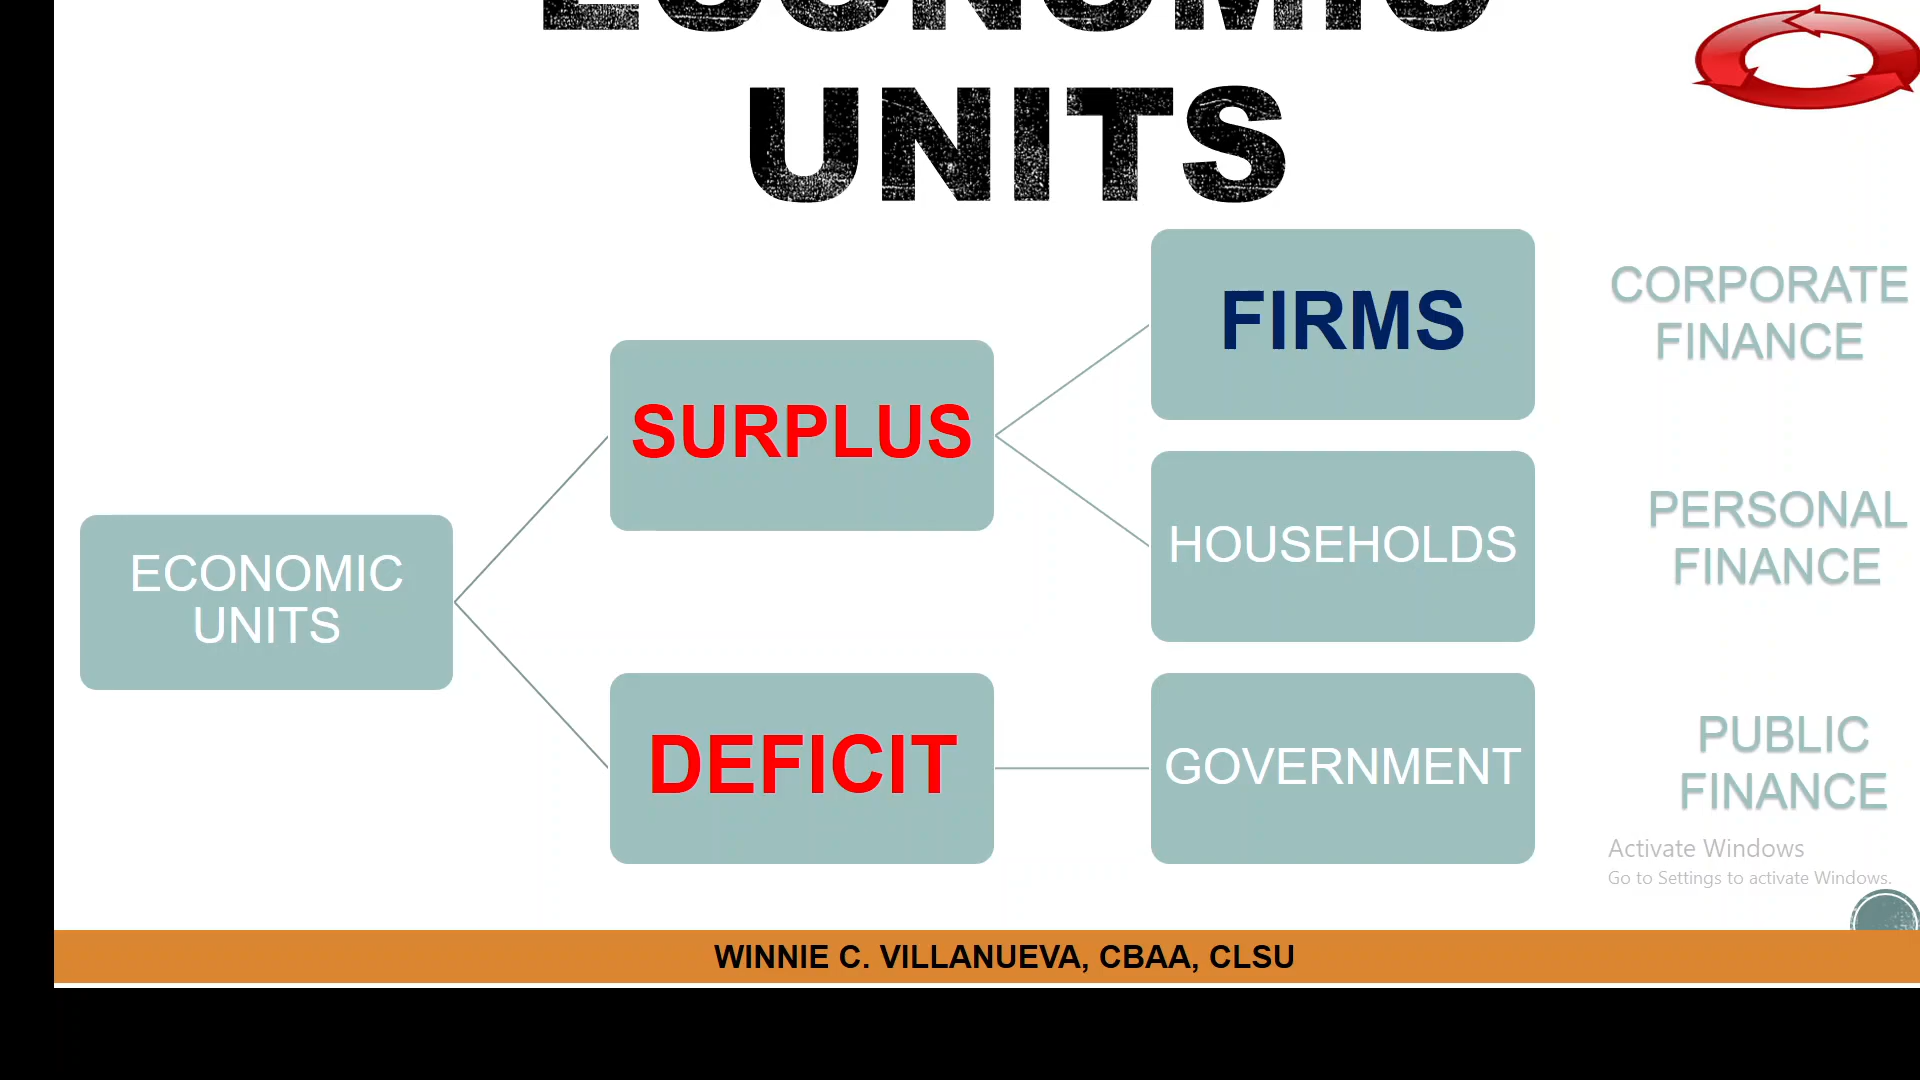 ECONOMIC
UNITS
FIRMS
CORPORATE
FINANCE
SURPLUS
HOUSEHOLDS
PERSONAL
FINANCE
ECONOMIC
UNITS
DEFICIT
GOVERNMENT
PUBLIC
FINANCE
Activate Windows
Go to Settings to activate Windows.
WINNIE C. VILLANUEVA, CBAA, CLSU